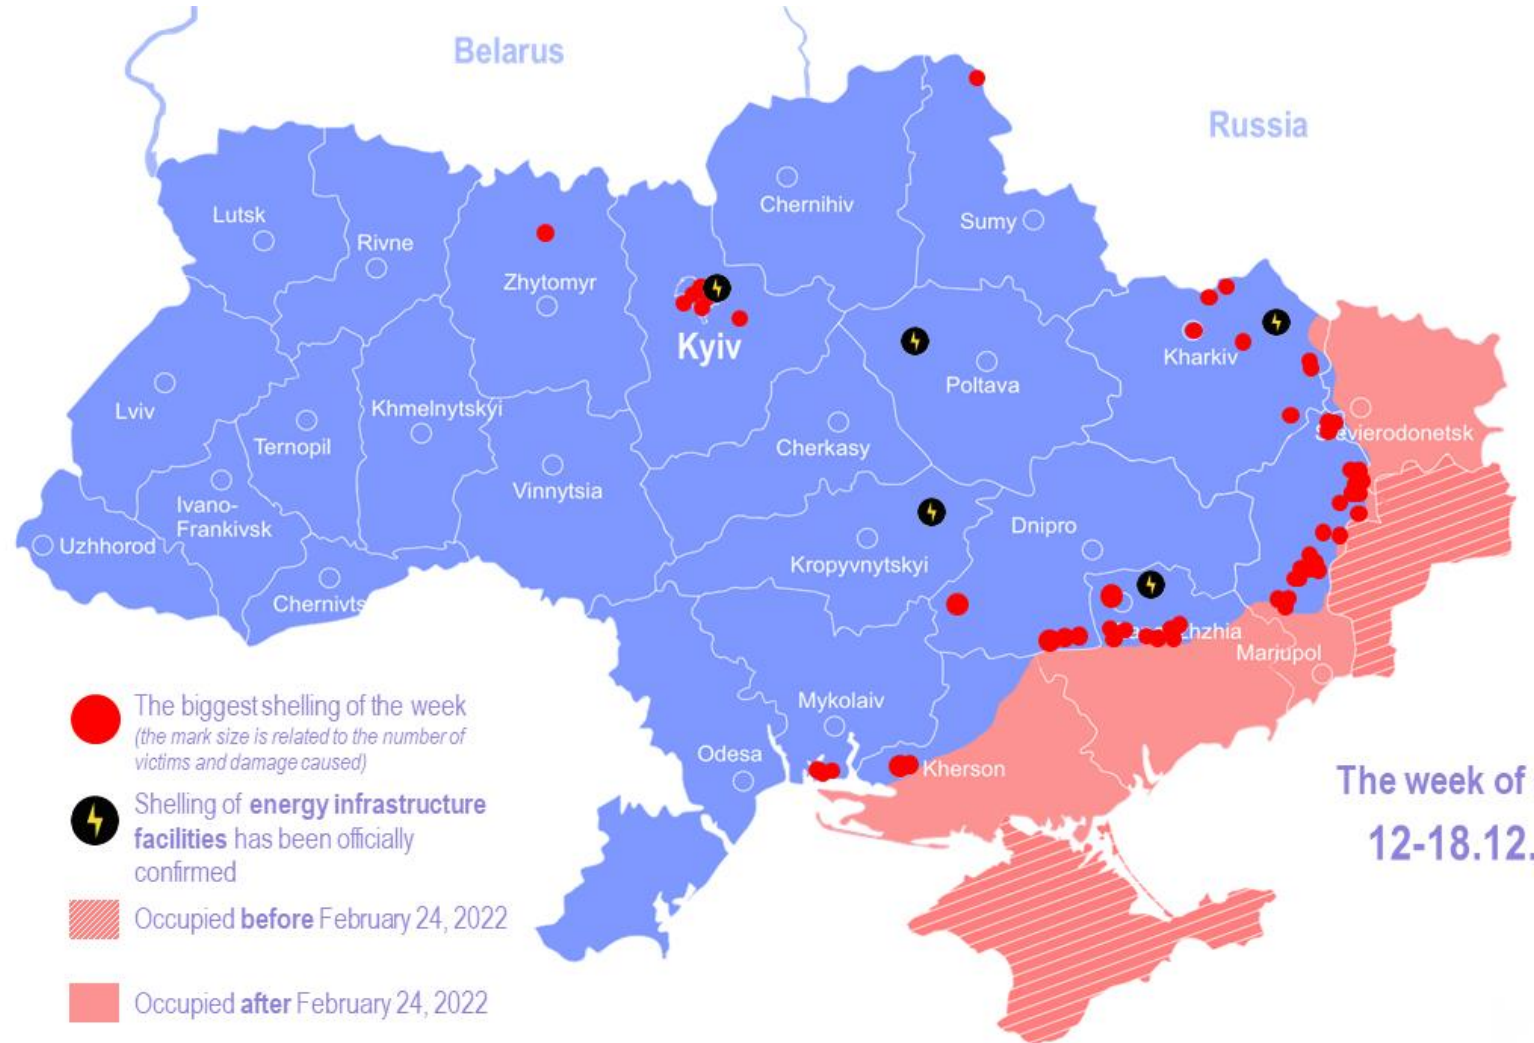 Belarus
Russia
Chernihiv
Sumy
Lutsk
Rivne
Zhytomyr
Kyiv
Kharkiv
Poltava
Lviv
Khmelnytskyi
Ternopil
Cherkasy
Sievierodonetsk
Vinnytsia
Ivano-
Frankivsk
Uzhhorod
Dnipro
Kropyvnytskyi
Chernivts
Mariupol
Mykolaiv
Odesa
Kherson
The biggest shelling of the week
(the mark size is related to the number of
victims and damage caused)
Shelling of energy infrastructure
facilities has been officially
confirmed
Occupied before February 24, 2022
Occupied after February 24, 2022
The week of
12-18.12.